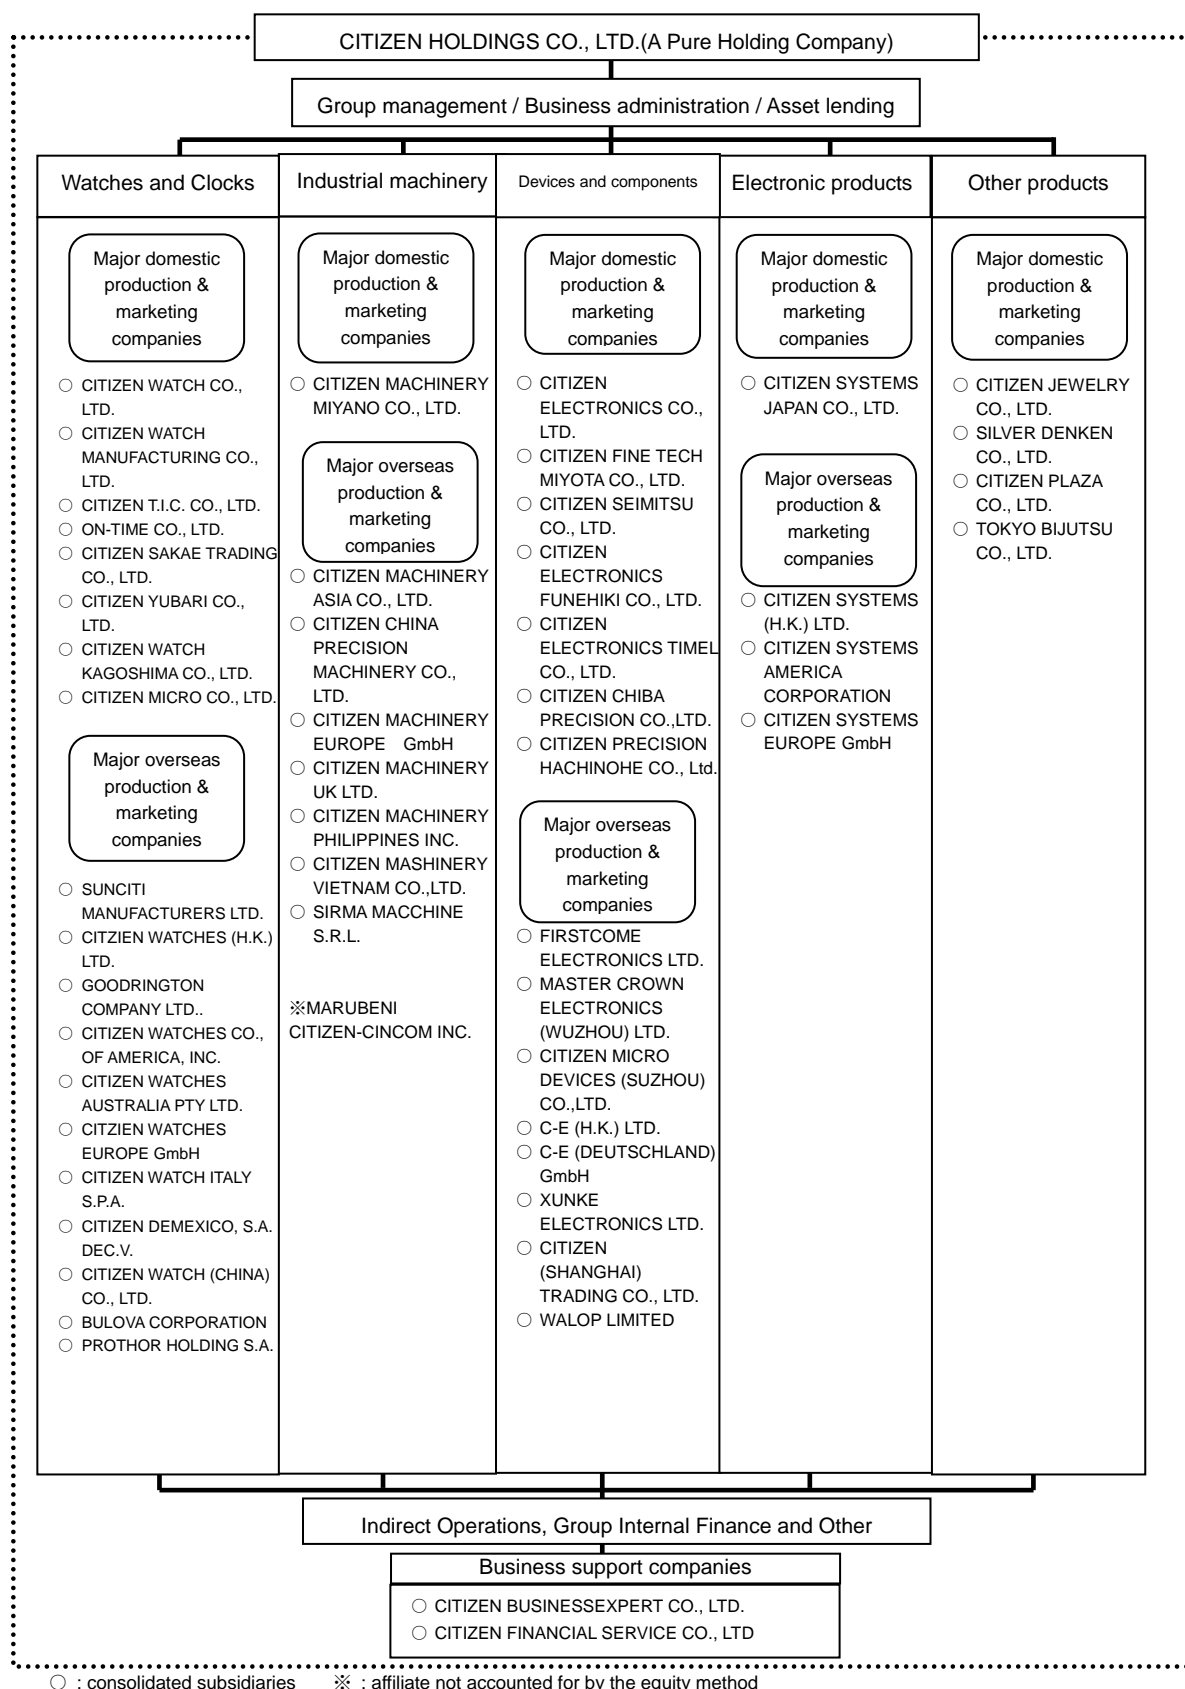 CITIZEN HOLDINGS CO., LTD.(A Pure Holding Company)
Group management / Business administration / Asset lending
Watches and Clocks
Industrial machinery
Devices and components
Electronic products
Other products
Major domestic
production &
marketing
companies
○ CITIZEN WATCH CO.,
LTD.
○ CITIZEN WATCH
MANUFACTURING CO.,
LTD.
○ CITIZEN T.I.C. CO., LTD.
○ ON-TIME CO., LTD.
○ CITIZEN SAKAE TRADING
CO., LTD.
○ CITIZEN YUBARI CO.,
LTD.
○ CITIZEN WATCH
KAGOSHIMA CO., LTD.
○ CITIZEN MICRO CO., LTD.
Major overseas
production &
marketing
companies
○ SUNCITI
MANUFACTURERS LTD.
○ CITZIEN WATCHES (H.K.)
LTD.
○ GOODRINGTON
COMPANY LTD..
○ CITIZEN WATCHES CO.,
OF AMERICA, INC.
○ CITIZEN WATCHES
AUSTRALIA PTY LTD.
○ CITZIEN WATCHES
EUROPE GmbH
○ CITIZEN WATCH ITALY
S.P.A.
○ CITIZEN DEMEXICO, S.A.
DEC.V.
○ CITIZEN WATCH (CHINA)
CO., LTD.
○ BULOVA CORPORATION
○ PROTHOR HOLDING S.A.
Major domestic
production &
marketing
companies
○ CITIZEN MACHINERY
MIYANO CO., LTD.
Major overseas
production &
marketing
companies
○ CITIZEN MACHINERY
ASIA CO., LTD.
○ CITIZEN CHINA
PRECISION
MACHINERY CO.,
LTD.
○ CITIZEN MACHINERY
EUROPE GmbH
○ CITIZEN MACHINERY
UK LTD.
○ CITIZEN MACHINERY
PHILIPPINES INC.
○ CITIZEN MASHINERY
VIETNAM CO.,LTD.
○ SIRMA MACCHINE
S.R.L.
※MARUBENI
CITIZEN-CINCOM INC.
Major domestic
production &
marketing
companies
○ CITIZEN
ELECTRONICS CO.,
LTD.
○ CITIZEN FINE TECH
MIYOTA CO., LTD.
○ CITIZEN SEIMITSU
CO., LTD.
○ CITIZEN
ELECTRONICS
FUNEHIKI CO., LTD.
○ CITIZEN
ELECTRONICS TIMEL
CO., LTD.
○ CITIZEN CHIBA
PRECISION CO.,LTD.
○ CITIZEN PRECISION
HACHINOHE CO., Ltd.
Major overseas
production &
marketing
companies
○ FIRSTCOME
ELECTRONICS LTD.
○ MASTER CROWN
ELECTRONICS
(WUZHOU) LTD.
○ CITIZEN MICRO
DEVICES (SUZHOU)
CO.,LTD.
○ C-E (H.K.) LTD.
○ C-E (DEUTSCHLAND)
GmbH
○ XUNKE
ELECTRONICS LTD.
○ CITIZEN
(SHANGHAI)
TRADING CO., LTD.
○ WALOP LIMITED
Major domestic
production &
marketing
companies
○ CITIZEN SYSTEMS
JAPAN CO., LTD.
Major overseas
production &
marketing
companies
○ CITIZEN SYSTEMS
(H.K.) LTD.
○ CITIZEN SYSTEMS
AMERICA
CORPORATION
○ CITIZEN SYSTEMS
EUROPE GmbH
Major domestic
production &
marketing
companies
○ CITIZEN JEWELRY
CO., LTD.
○ SILVER DENKEN
CO., LTD.
○ CITIZEN PLAZA
CO., LTD.
○ TOKYO BIJUTSU
CO., LTD.
Indirect Operations, Group Internal Finance and Other
Business support companies
○ CITIZEN BUSINESSEXPERT CO., LTD.
○ CITIZEN FINANCIAL SERVICE CO., LTD
○ : consolidated subsidiaries ※ : affiliate not accounted for by the equity method